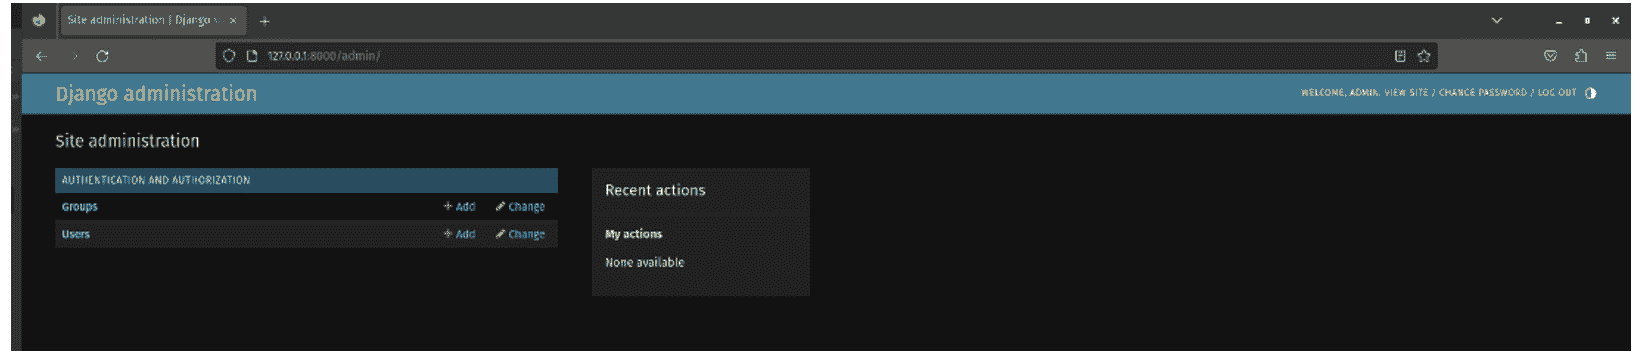 Site administration | Django s
127.0.0.1:8000/admin/
Django administration
WELCOME, ADMIN. VIEW SITE / CHANGE PASSWORD / LOG OUT
Site administration
AUTHENTICATION AND AUTHORIZATION
Groups
+ Add
Change
Users
+ Add
Change
Recent actions
My actions
None available